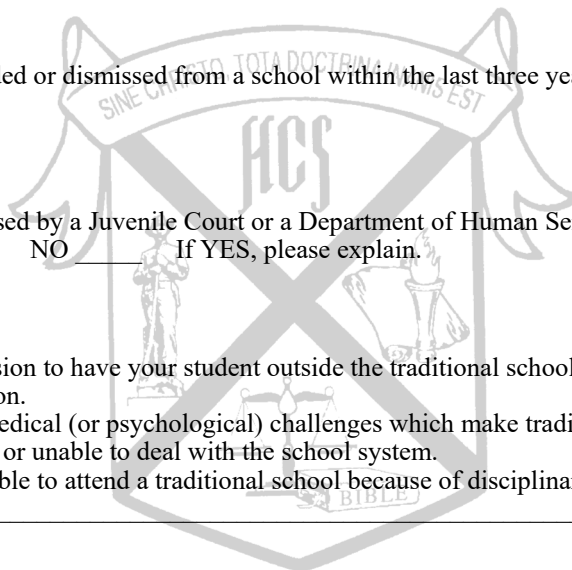 ded or dismissed from a school within the last three yea
SINE CHRISTO TOTA DOCTRINA INANIS EST
HCS
sed by a Juvenile Court or a Department of Human Se
NO _____ If YES, please explain.
sion to have your student outside the traditional school
on.
edical (or psychological) challenges which make tradi
or unable to deal with the school system.
ble to attend a traditional school because of disciplina
BIBLE